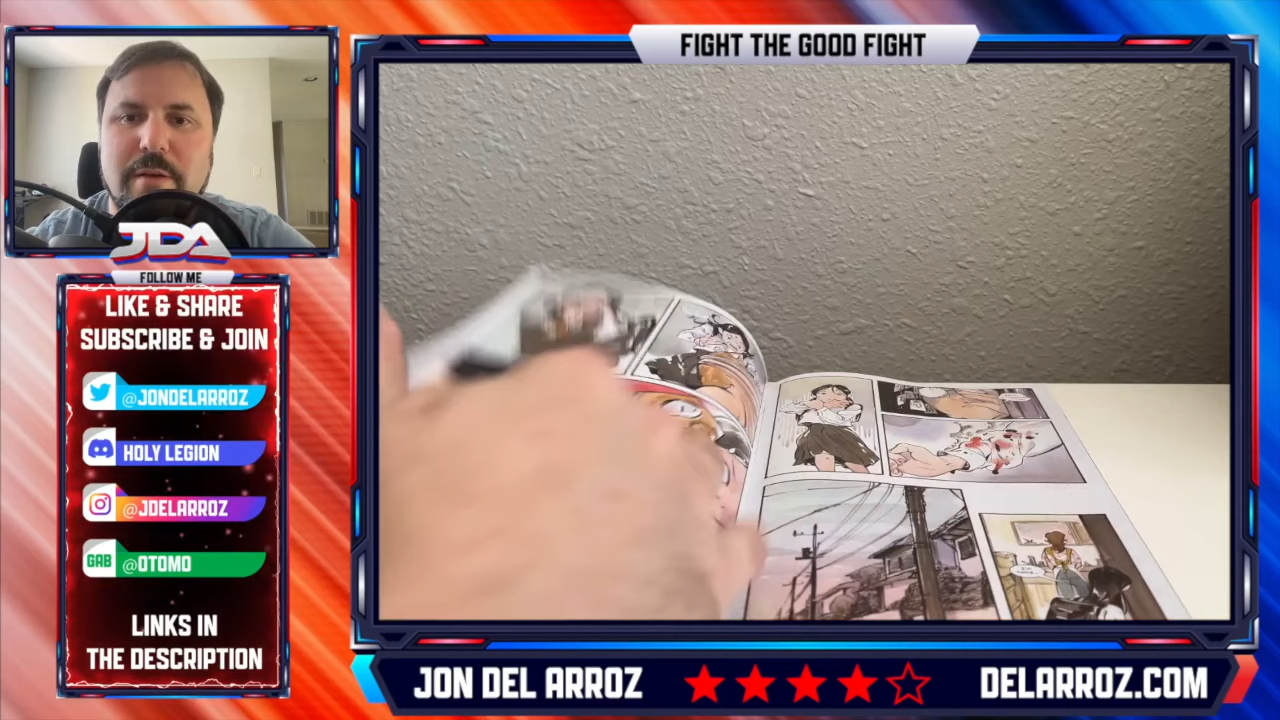 FIGHT THE GOOD FIGHT
JDA
FOLLOW ME
LIKE & SHARE
SUBSCRIBE & JOIN
@JONDELARROZ
HOLY LEGION
@JDELARROZ
GAB
@OTOMO
LINKS IN
THE DESCRIPTION
JON DEL ARROZ
DELARROZ.COM